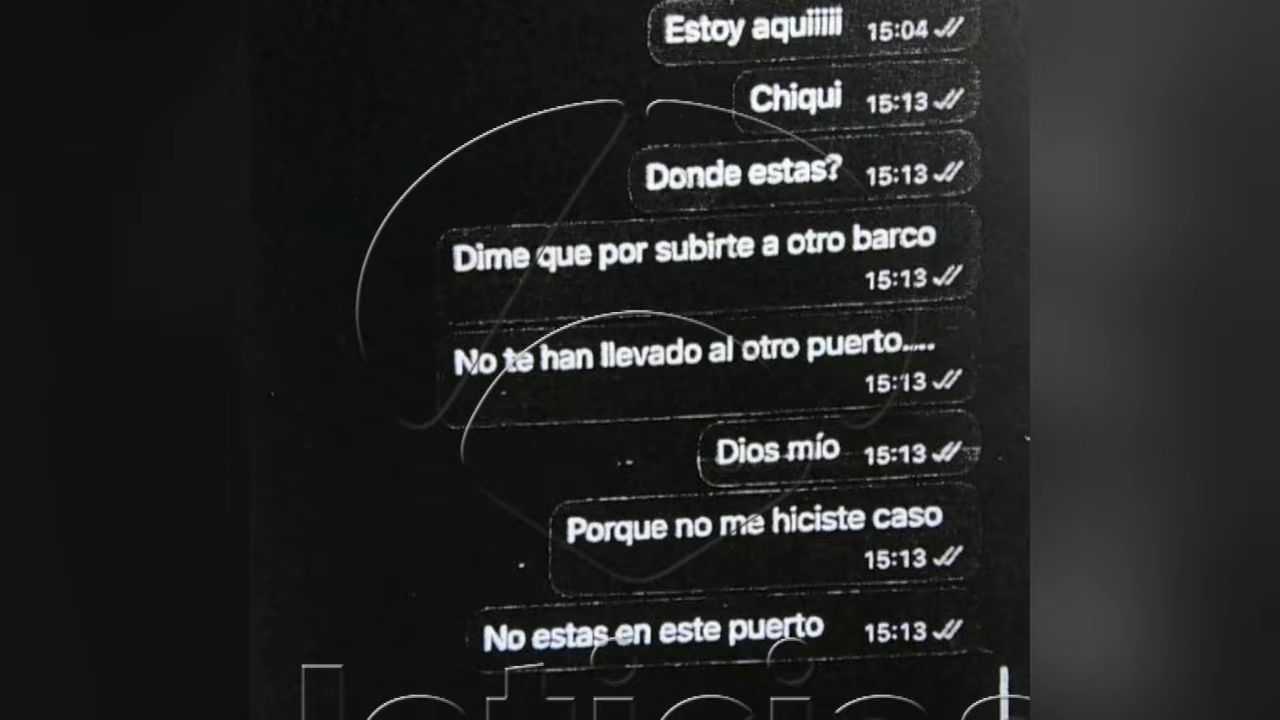 Estoy aquiiiii 15:04
Chiqui 15:13
Donde estas? 15:13
Dime que por subirte a otro barco
15:13
No te han llevado al otro puerto....
15:13
Dios mío 15:13
Porque no me hiciste caso
15:13
No estas en este puerto 15:13